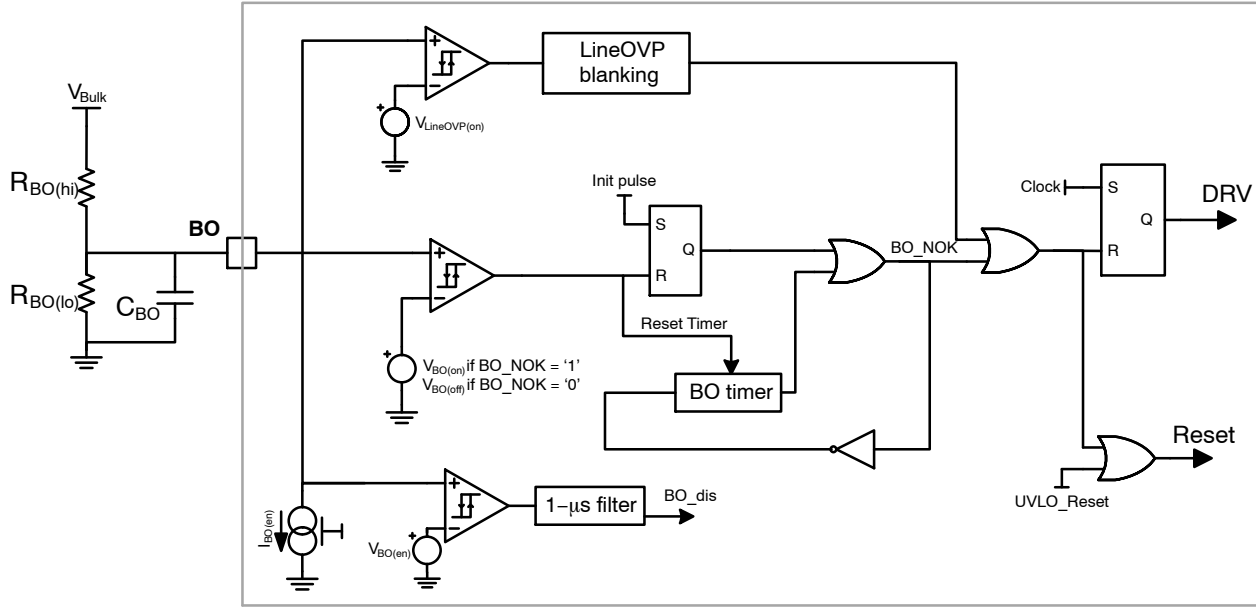 LineOVP
blanking
V_Bulk
V_LineOVP(on)
R_BO(hi)
Init pulse
S
Q
R
Clock
S
Q
R
DRV
BO
BO_NOK
R_BO(lo)
C_BO
Reset Timer
V_BO(on) if BO_NOK = ‘1’
V_BO(off) if BO_NOK = ‘0’
BO timer
Reset
UVLO_Reset
1−μs filter
BO_dis
I_BO(en)
V_BO(en)